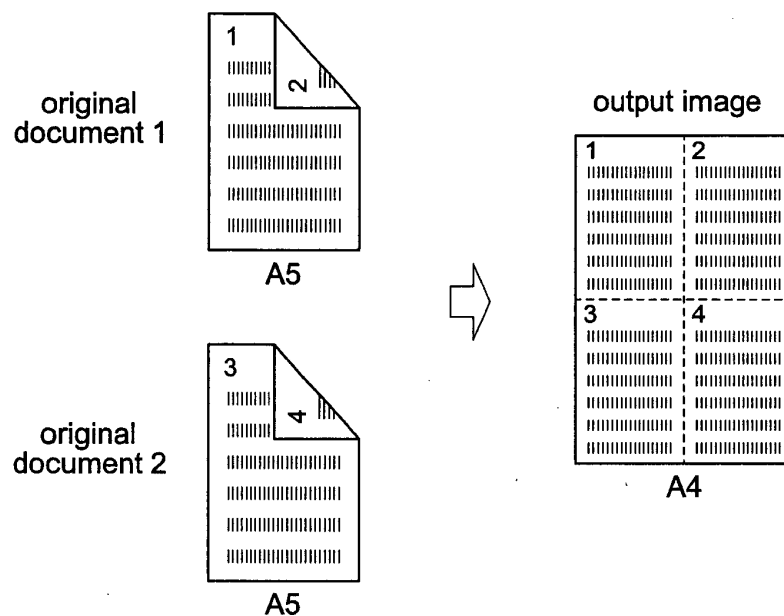 original
document 1
1
2
A5
original
document 2
3
4
A5
output image
1 2
3 4
A4